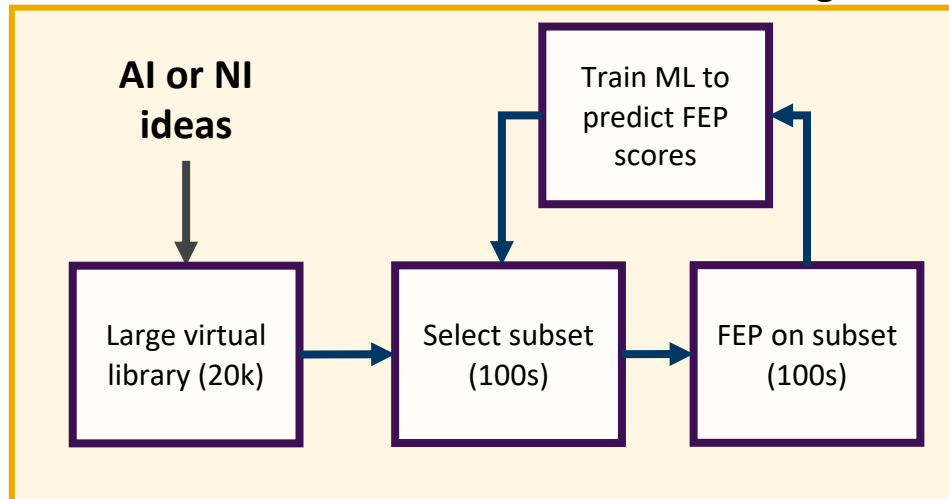 AI or NI
ideas
Train ML to
predict FEP
scores
Large virtual
library (20k)
Select subset
(100s)
FEP on subset
(100s)